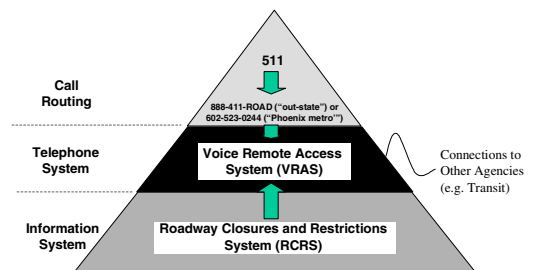 511
Call
Routing
888-411-ROAD (“out-state”) or
602-523-0244 (“Phoenix metro’”)
Telephone
System
Voice Remote Access
System (VRAS)
Connections to
Other Agencies
(e.g. Transit)
Information
System
Roadway Closures and Restrictions
System (RCRS)